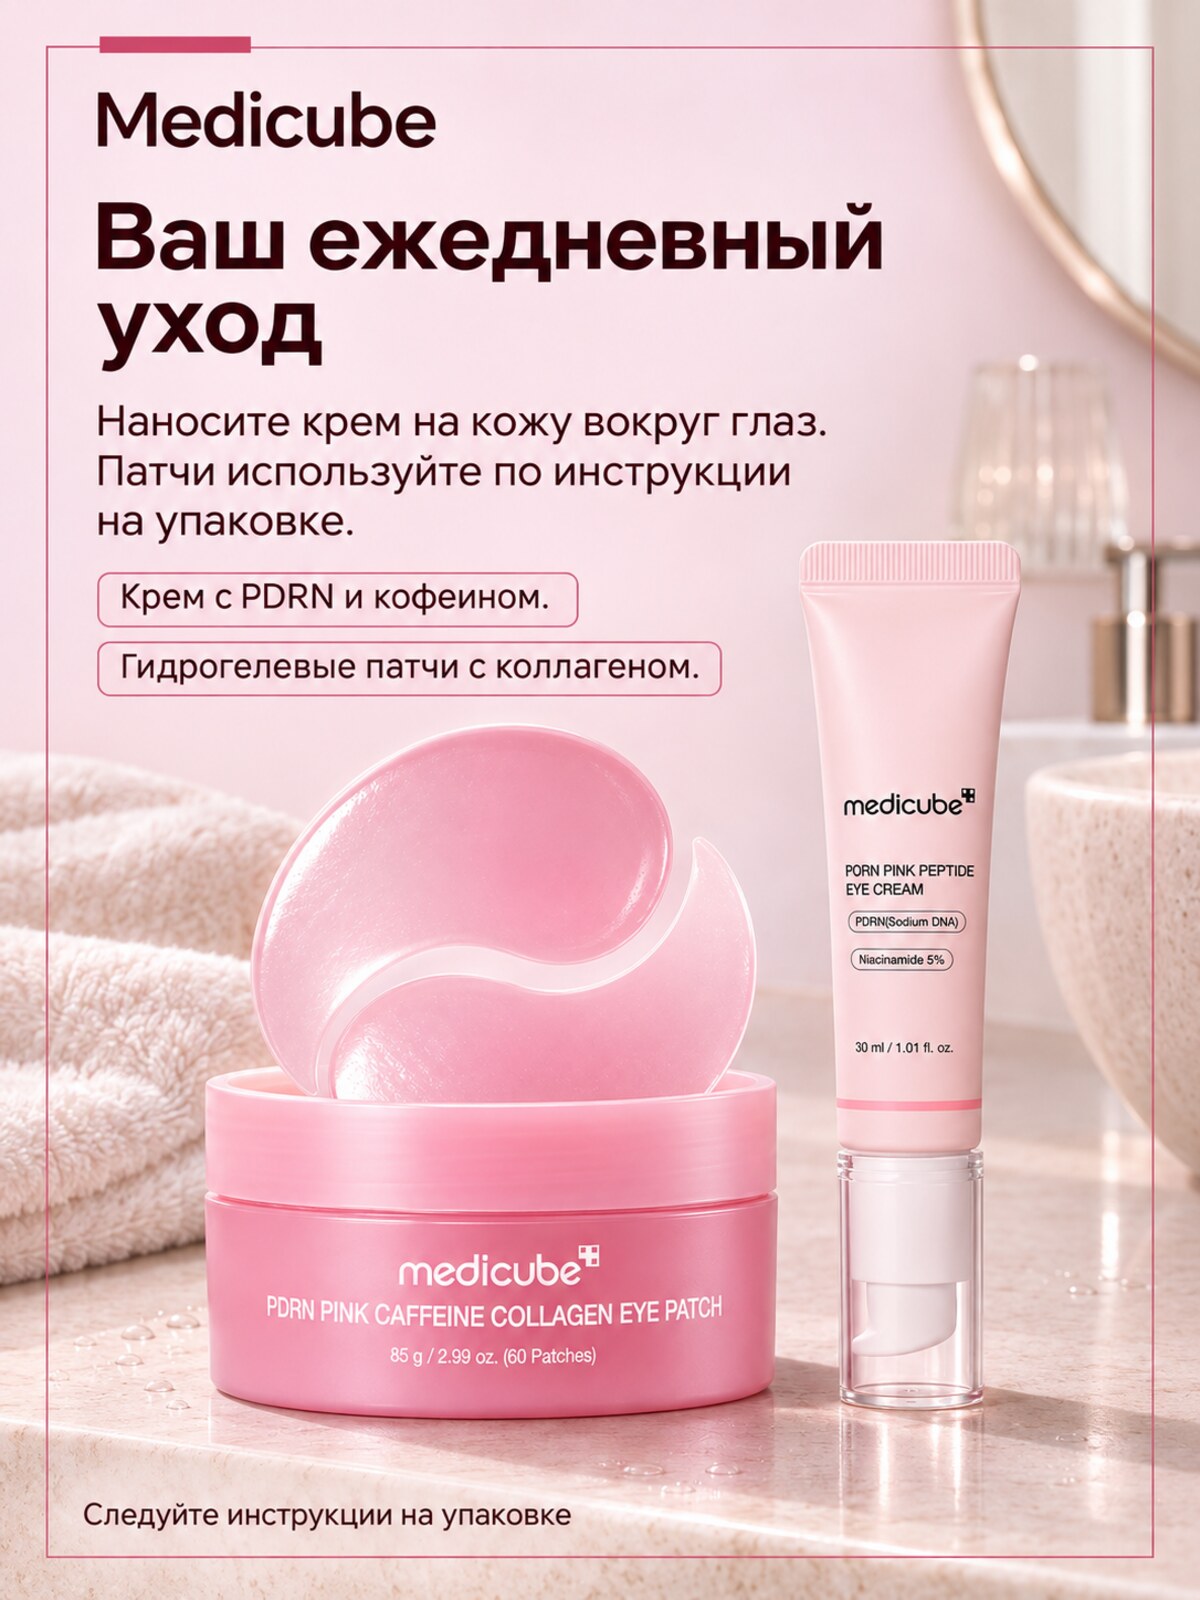 Medicube
Ваш ежедневный
уход
Наносите крем на кожу вокруг глаз.
Патчи используйте по инструкции
на упаковке.
Крем с PDRN и кофеином.
Гидрогелевые патчи с коллагеном.
medicube
PORN PINK PEPTIDE
EYE CREAM
PDRN(Sodium DNA)
Niacinamide 5%
30 ml / 1.01 fl. oz.
medicube
PDRN PINK CAFFEINE COLLAGEN EYE PATCH
85 g / 2.99 oz. (60 Patches)
Следуйте инструкции на упаковке